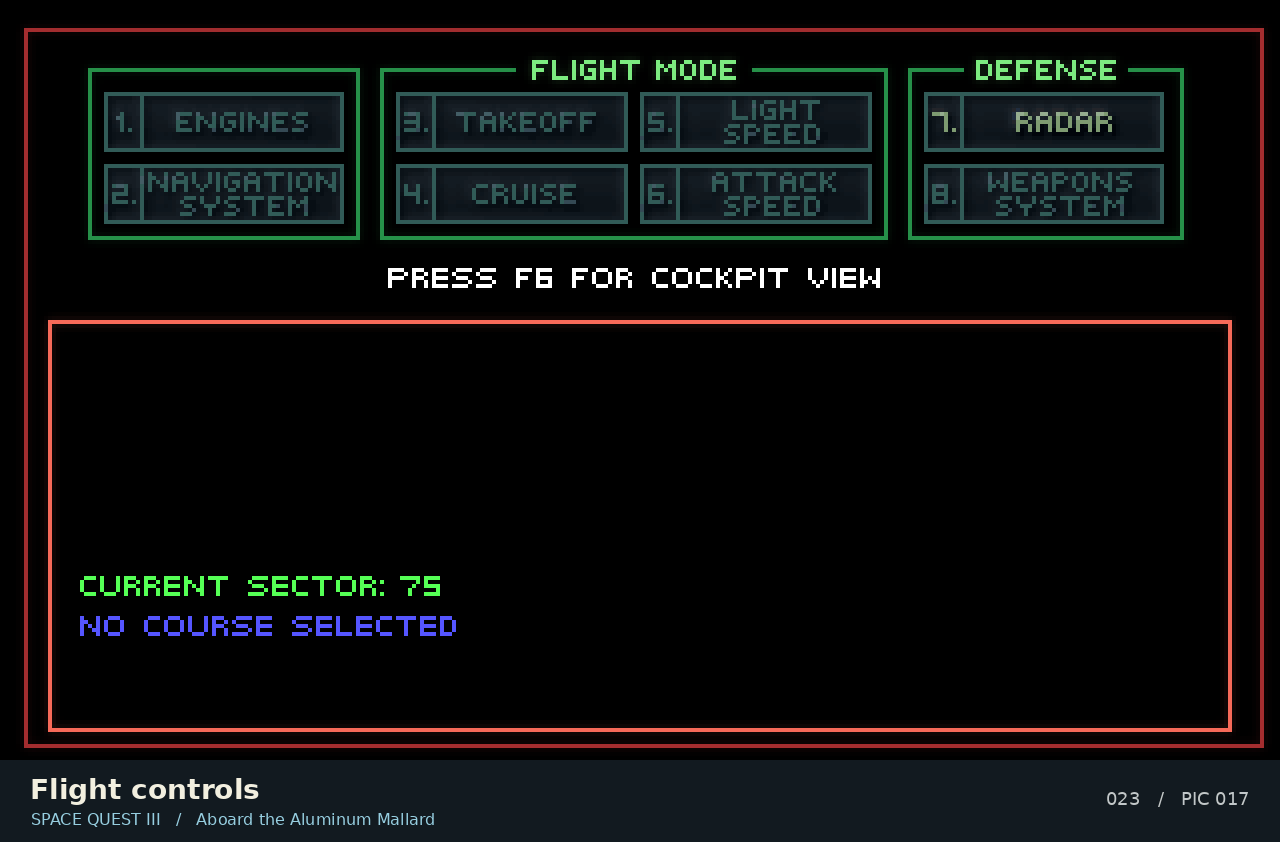 FLIGHT MODE
DEFENSE
1. ENGINES
3. TAKEOFF
5. LIGHT
SPEED
7. RADAR
2. NAVIGATION
SYSTEM
4. CRUISE
6. ATTACK
SPEED
8. WEAPONS
SYSTEM
PRESS F6 FOR COCKPIT VIEW
CURRENT SECTOR: 75
NO COURSE SELECTED
Flight controls
SPACE QUEST III / Aboard the Aluminum Mallard
023 / PIC 017